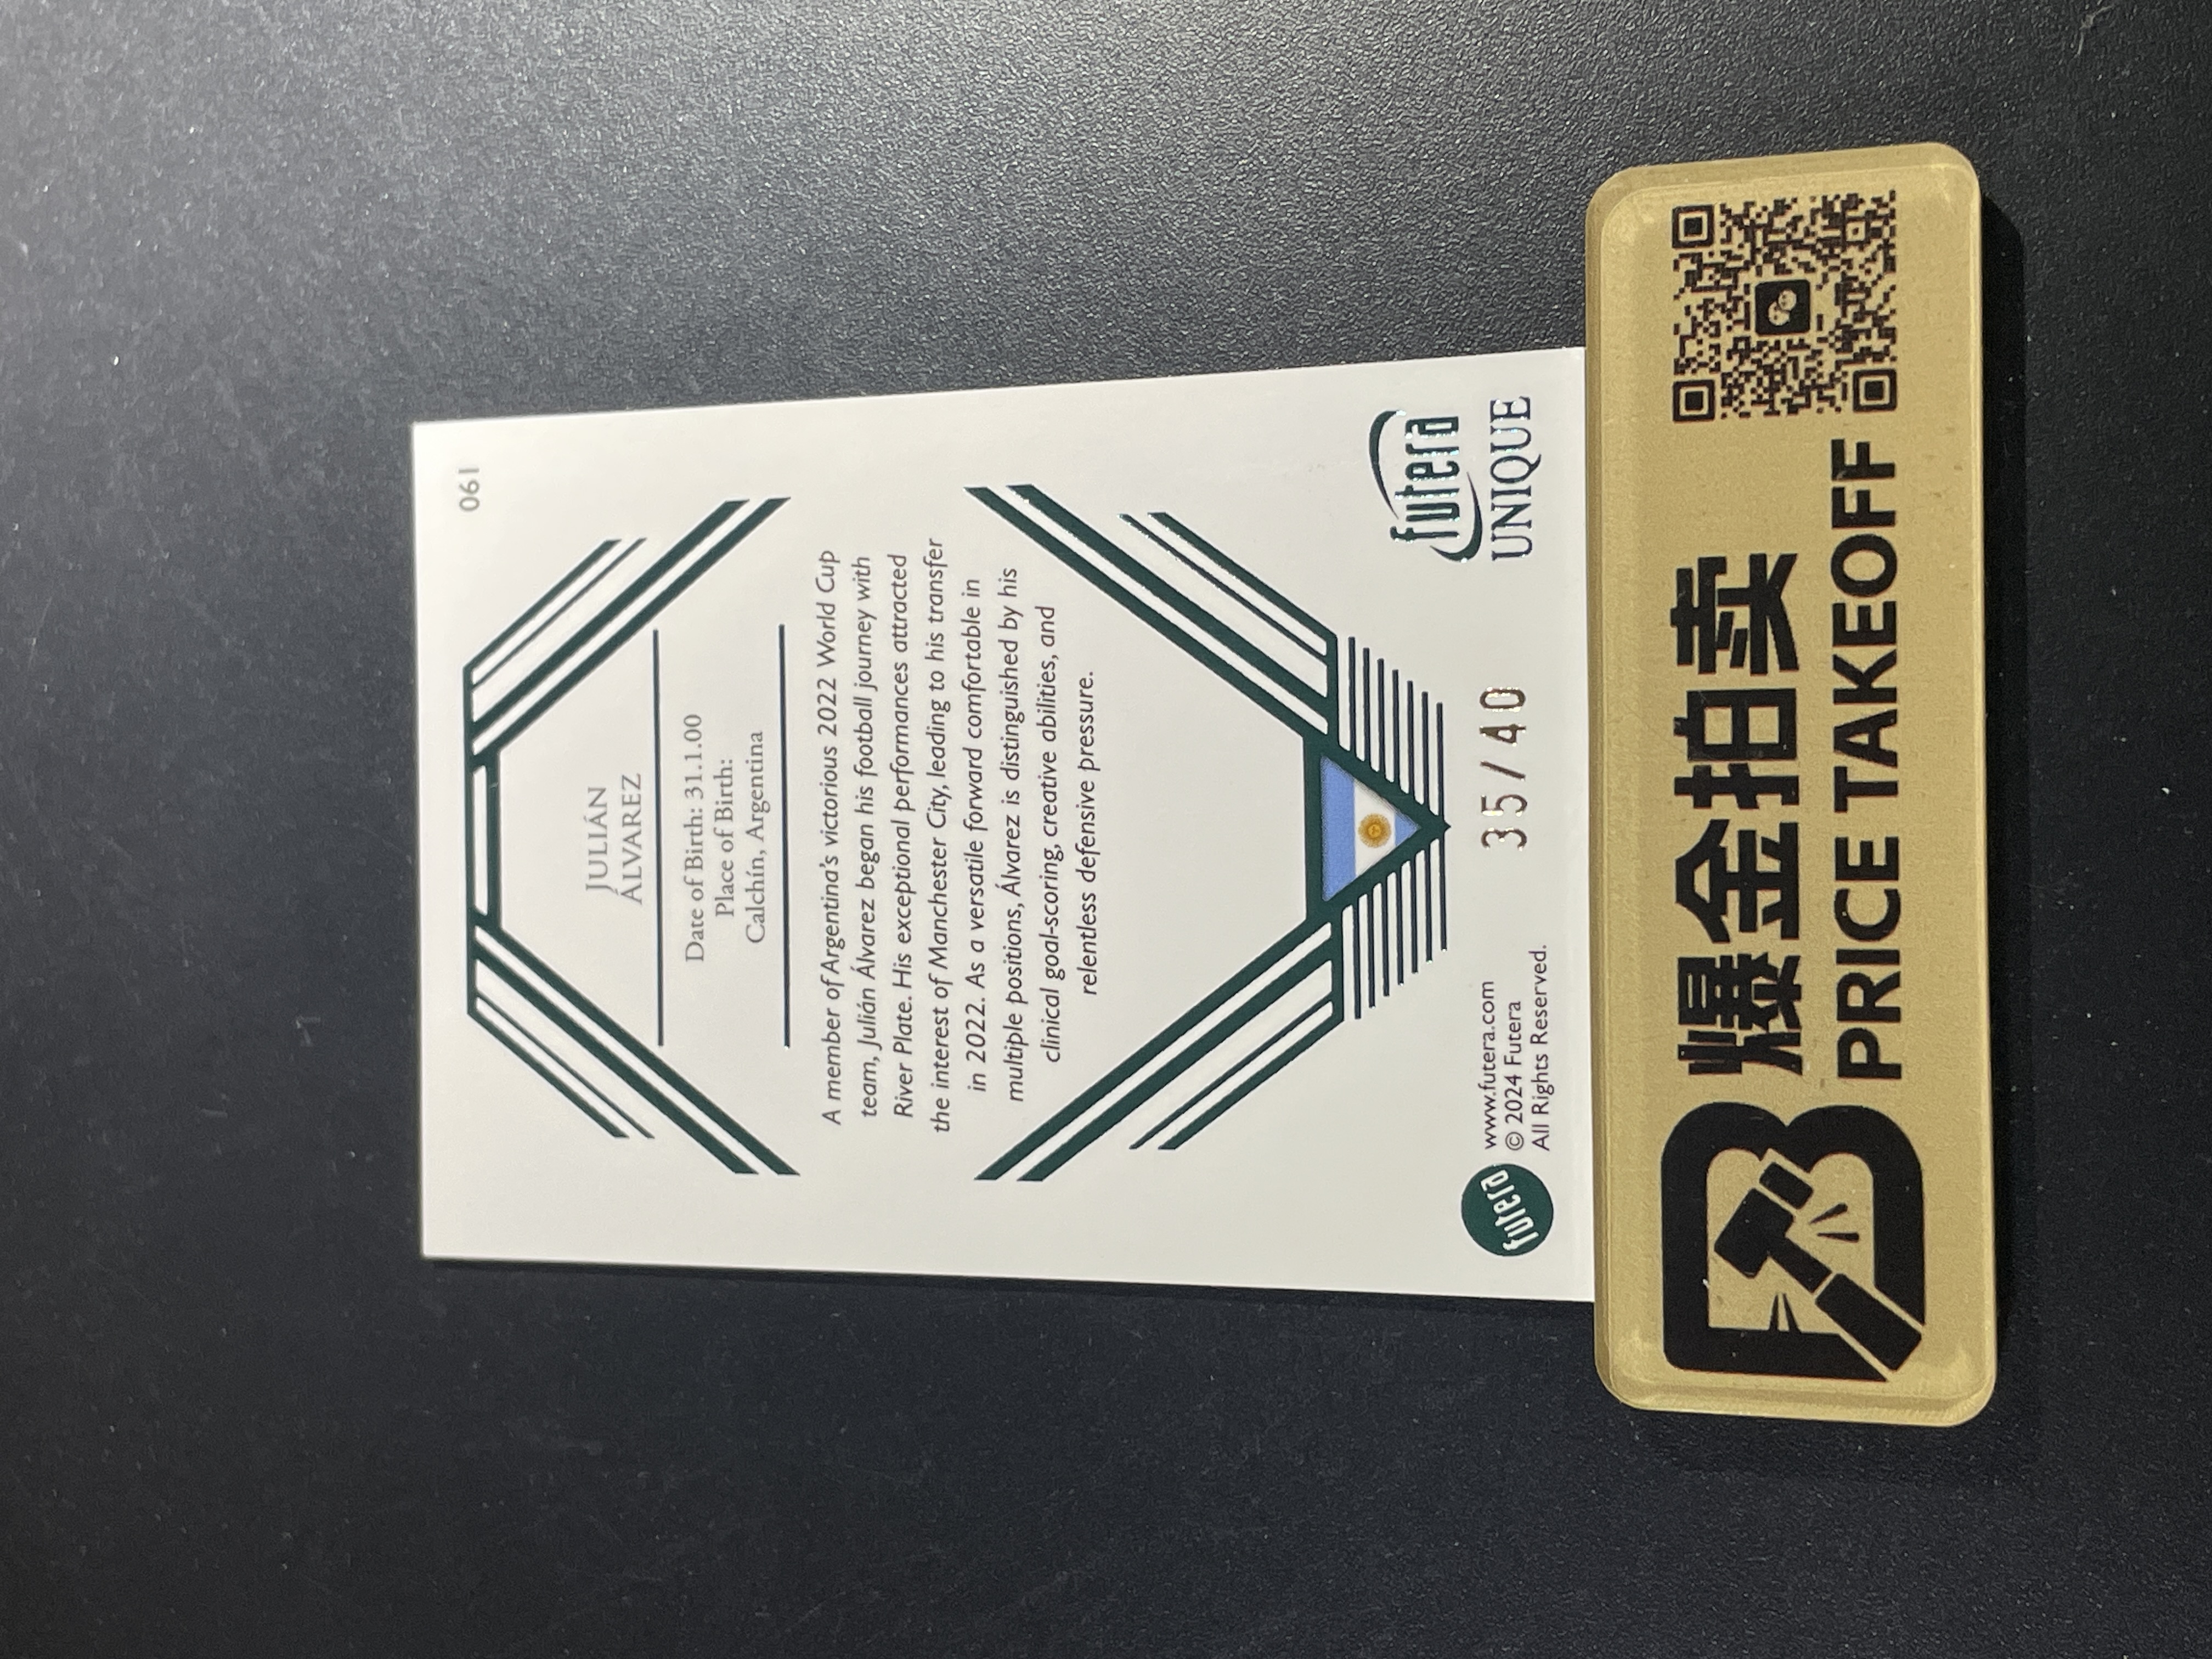 061
JULIÁN
ÁLVAREZ
Date of Birth: 31.1.00
Place of Birth:
Calchín, Argentina
A member of Argentina's victorious 2022 World Cup
team, Julián Álvarez began his football journey with
River Plate. His exceptional performances attracted
the interest of Manchester City, leading to his transfer
in 2022. As a versatile forward comfortable in
multiple positions, Álvarez is distinguished by his
clinical goal-scoring, creative abilities, and
relentless defensive pressure.
futera
www.futera.com
© 2024 Futera
All Rights Reserved.
35/40
futera
UNIQUE
爆金拍卖
PRICE TAKEOFF